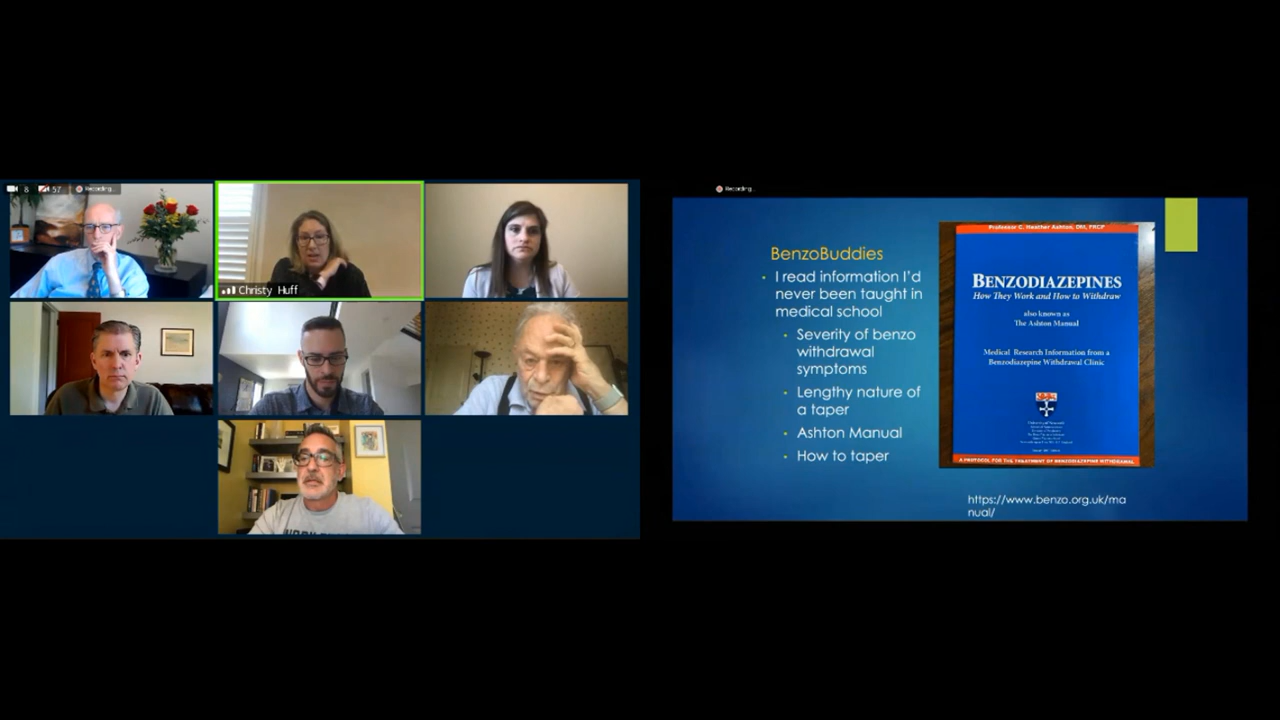 8 57 Recording...
Christy Huff
Recording...
BenzoBuddies
• I read information I'd
never been taught in
medical school
• Severity of benzo
withdrawal
symptoms
• Lengthy nature of
a taper
• Ashton Manual
• How to taper
Professor C. Heather Ashton, DM, FRCP
BENZODIAZEPINES
How They Work and How to Withdraw
also known as
The Ashton Manual
Medical Research Information from a
Benzodiazepine Withdrawal Clinic
A PROTOCOL FOR THE TREATMENT OF BENZODIAZEPINE WITHDRAWAL
https://www.benzo.org.uk/ma
nual/